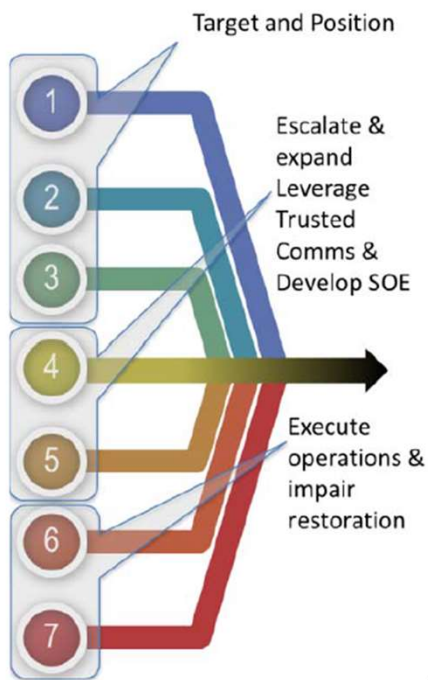 Target and Position
1
2
3
Escalate &
expand
Leverage
Trusted
Comms &
Develop SOE
4
5
Execute
operations &
impair
restoration
6
7